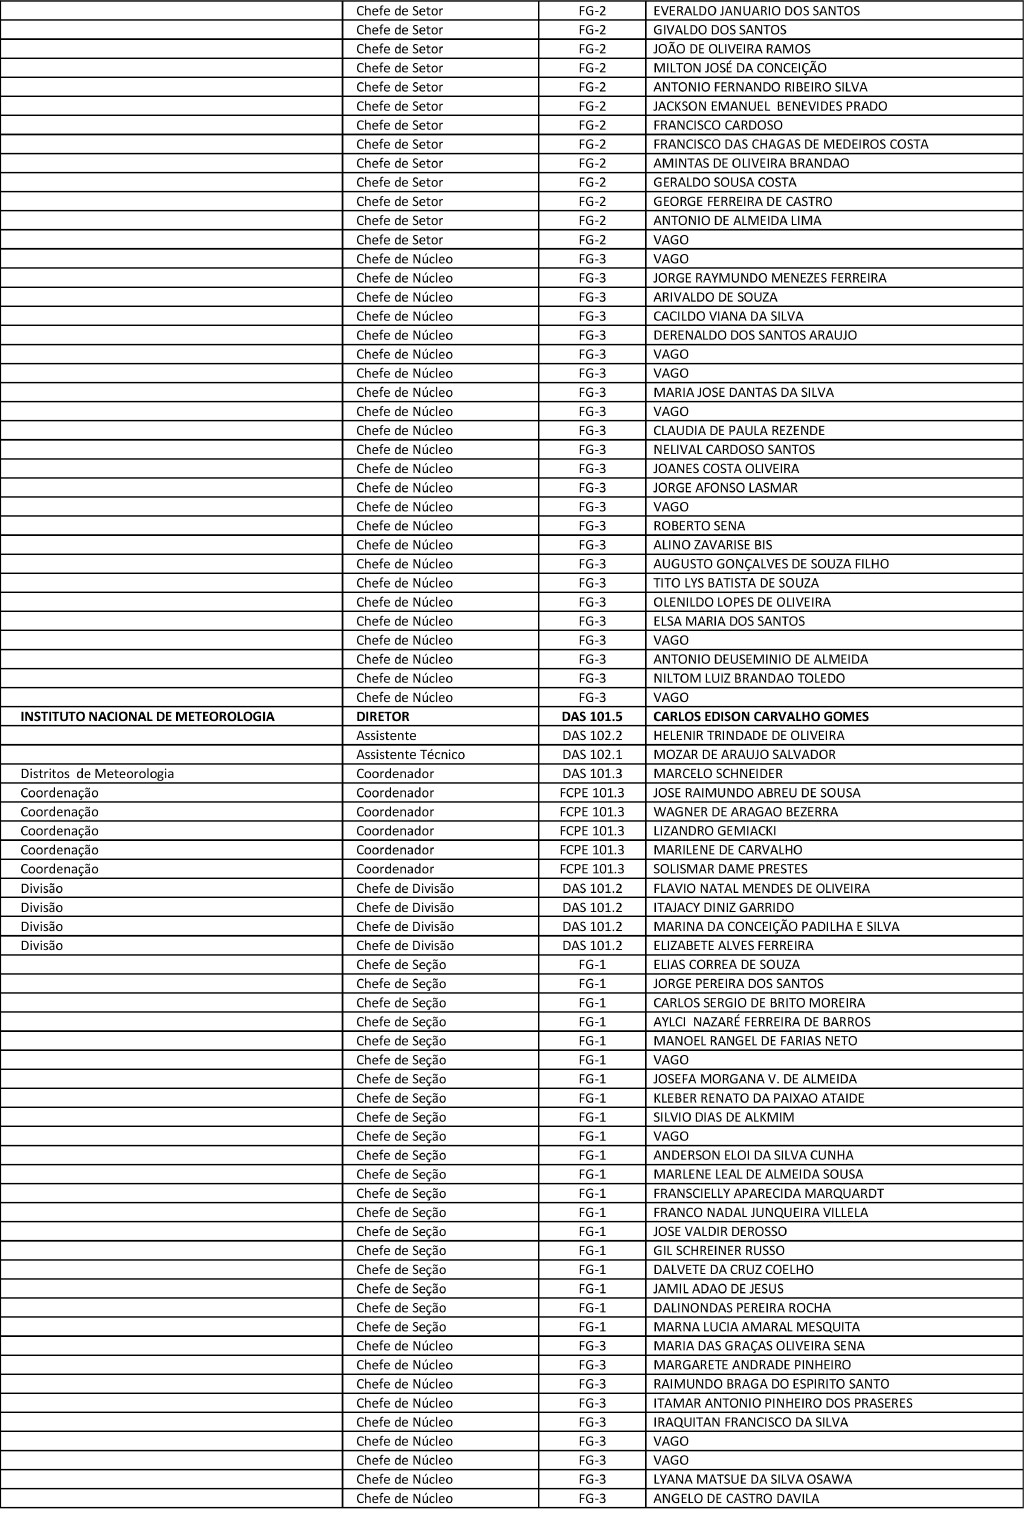 Chefe de Setor FG-2 EVERALDO JANUARIO DOS SANTOS
Chefe de Setor FG-2 GIVALDO DOS SANTOS
Chefe de Setor FG-2 JOÃO DE OLIVEIRA RAMOS
Chefe de Setor FG-2 MILTON JOSÉ DA CONCEIÇÃO
Chefe de Setor FG-2 ANTONIO FERNANDO RIBEIRO SILVA
Chefe de Setor FG-2 JACKSON EMANUEL BENEVIDES PRADO
Chefe de Setor FG-2 FRANCISCO CARDOSO
Chefe de Setor FG-2 FRANCISCO DAS CHAGAS DE MEDEIROS COSTA
Chefe de Setor FG-2 AMINTAS DE OLIVEIRA BRANDAO
Chefe de Setor FG-2 GERALDO SOUSA COSTA
Chefe de Setor FG-2 GEORGE FERREIRA DE CASTRO
Chefe de Setor FG-2 ANTONIO DE ALMEIDA LIMA
Chefe de Setor FG-2 VAGO
Chefe de Núcleo FG-3 VAGO
Chefe de Núcleo FG-3 JORGE RAYMUNDO MENEZES FERREIRA
Chefe de Núcleo FG-3 ARIVALDO DE SOUZA
Chefe de Núcleo FG-3 CACILDO VIANA DA SILVA
Chefe de Núcleo FG-3 DERENALDO DOS SANTOS ARAUJO
Chefe de Núcleo FG-3 VAGO
Chefe de Núcleo FG-3 VAGO
Chefe de Núcleo FG-3 MARIA JOSE DANTAS DA SILVA
Chefe de Núcleo FG-3 VAGO
Chefe de Núcleo FG-3 CLAUDIA DE PAULA REZENDE
Chefe de Núcleo FG-3 NELIVAL CARDOSO SANTOS
Chefe de Núcleo FG-3 JOANES COSTA OLIVEIRA
Chefe de Núcleo FG-3 JORGE AFONSO LASMAR
Chefe de Núcleo FG-3 VAGO
Chefe de Núcleo FG-3 ROBERTO SENA
Chefe de Núcleo FG-3 ALINO ZAVARISE BIS
Chefe de Núcleo FG-3 AUGUSTO GONÇALVES DE SOUZA FILHO
Chefe de Núcleo FG-3 TITO LYS BATISTA DE SOUZA
Chefe de Núcleo FG-3 OLENILDO LOPES DE OLIVEIRA
Chefe de Núcleo FG-3 ELSA MARIA DOS SANTOS
Chefe de Núcleo FG-3 VAGO
Chefe de Núcleo FG-3 ANTONIO DEUSEMINIO DE ALMEIDA
Chefe de Núcleo FG-3 NILTOM LUIZ BRANDAO TOLEDO
Chefe de Núcleo FG-3 VAGO
INSTITUTO NACIONAL DE METEOROLOGIA DIRETOR DAS 101.5 CARLOS EDISON CARVALHO GOMES
Assistente DAS 102.2 HELENIR TRINDADE DE OLIVEIRA
Assistente Técnico DAS 102.1 MOZAR DE ARAUJO SALVADOR
Distritos de Meteorologia Coordenador DAS 101.3 MARCELO SCHNEIDER
Coordenação Coordenador FCPE 101.3 JOSE RAIMUNDO ABREU DE SOUSA
Coordenação Coordenador FCPE 101.3 WAGNER DE ARAGAO BEZERRA
Coordenação Coordenador FCPE 101.3 LIZANDRO GEMIACKI
Coordenação Coordenador FCPE 101.3 MARILENE DE CARVALHO
Coordenação Coordenador FCPE 101.3 SOLISMAR DAME PRESTES
Divisão Chefe de Divisão DAS 101.2 FLAVIO NATAL MENDES DE OLIVEIRA
Divisão Chefe de Divisão DAS 101.2 ITAJACY DINIZ GARRIDO
Divisão Chefe de Divisão DAS 101.2 MARINA DA CONCEIÇÃO PADILHA E SILVA
Divisão Chefe de Divisão DAS 101.2 ELIZABETE ALVES FERREIRA
Chefe de Seção FG-1 ELIAS CORREA DE SOUZA
Chefe de Seção FG-1 JORGE PEREIRA DOS SANTOS
Chefe de Seção FG-1 CARLOS SERGIO DE BRITO MOREIRA
Chefe de Seção FG-1 AYLCI NAZARÉ FERREIRA DE BARROS
Chefe de Seção FG-1 MANOEL RANGEL DE FARIAS NETO
Chefe de Seção FG-1 VAGO
Chefe de Seção FG-1 JOSEFA MORGANA V. DE ALMEIDA
Chefe de Seção FG-1 KLEBER RENATO DA PAIXAO ATAIDE
Chefe de Seção FG-1 SILVIO DIAS DE ALKMIM
Chefe de Seção FG-1 VAGO
Chefe de Seção FG-1 ANDERSON ELOI DA SILVA CUNHA
Chefe de Seção FG-1 MARLENE LEAL DE ALMEIDA SOUSA
Chefe de Seção FG-1 FRANSCIELLY APARECIDA MARQUARDT
Chefe de Seção FG-1 FRANCO NADAL JUNQUEIRA VILLELA
Chefe de Seção FG-1 JOSE VALDIR DEROSSO
Chefe de Seção FG-1 GIL SCHREINER RUSSO
Chefe de Seção FG-1 DALVETE DA CRUZ COELHO
Chefe de Seção FG-1 JAMIL ADAO DE JESUS
Chefe de Seção FG-1 DALINONDAS PEREIRA ROCHA
Chefe de Seção FG-1 MARNA LUCIA AMARAL MESQUITA
Chefe de Núcleo FG-3 MARIA DAS GRAÇAS OLIVEIRA SENA
Chefe de Núcleo FG-3 MARGARETE ANDRADE PINHEIRO
Chefe de Núcleo FG-3 RAIMUNDO BRAGA DO ESPIRITO SANTO
Chefe de Núcleo FG-3 ITAMAR ANTONIO PINHEIRO DOS PRASERES
Chefe de Núcleo FG-3 IRAQUITAN FRANCISCO DA SILVA
Chefe de Núcleo FG-3 VAGO
Chefe de Núcleo FG-3 VAGO
Chefe de Núcleo FG-3 LYANA MATSUE DA SILVA OSAWA
Chefe de Núcleo FG-3 ANGELO DE CASTRO DAVILA